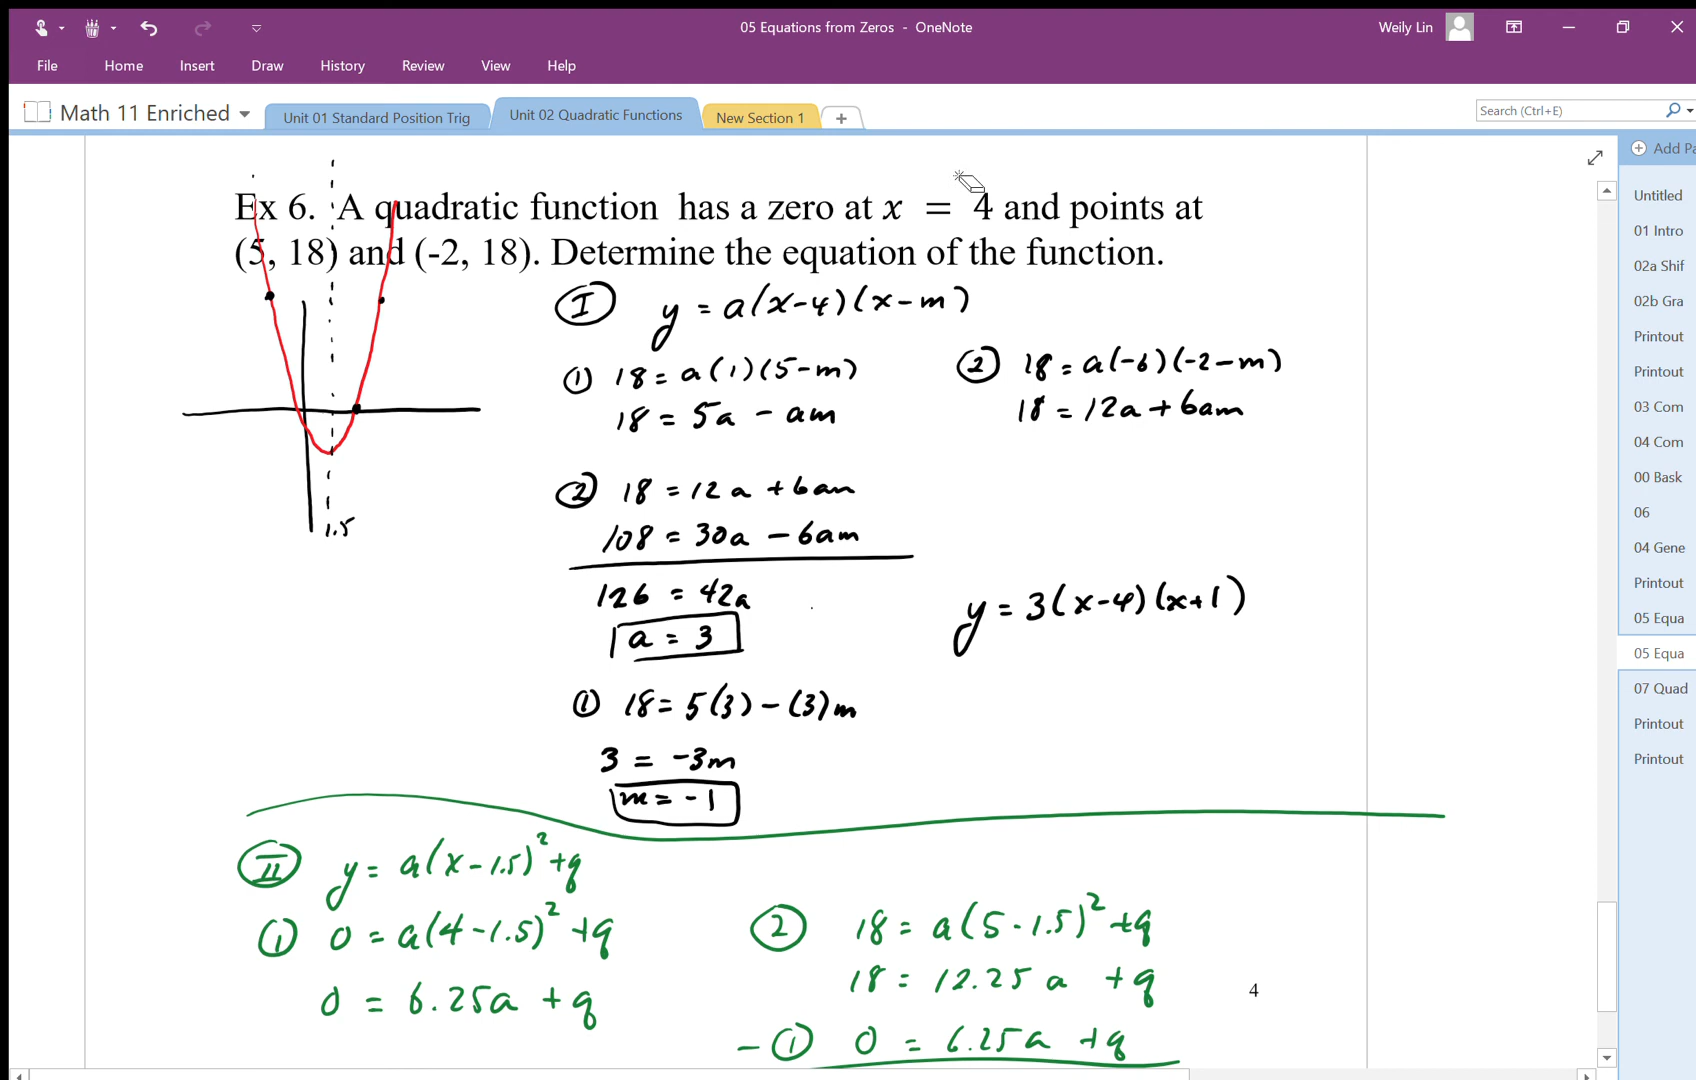 05 Equations from Zeros - OneNote
Weily Lin
File Home Insert Draw History Review View Help
Math 11 Enriched
Unit 01 Standard Position Trig
Unit 02 Quadratic Functions
New Section 1
Search (Ctrl+E)
Add Pa
Untitled
01 Intro
02a Shif
02b Gra
Printout
Printout
03 Com
04 Com
00 Bask
06
04 Gene
Printout
05 Equa
05 Equa
07 Quad
Printout
Printout
Ex 6. A quadratic function has a zero at x = 4 and points at
(5, 18) and (-2, 18). Determine the equation of the function.
1.5
I y = a(x-4)(x-m)
① 18 = a(1)(5-m)
18 = 5a - am
② 18 = a(-6)(-2-m)
18 = 12a + 6am
② 18 = 12a + 6am
108 = 30a - 6am
126 = 42a
a = 3
y = 3(x-4)(x+1)
① 18 = 5(3) - (3)m
3 = -3m
m = -1
II y = a(x-1.5)² + q
① 0 = a(4-1.5)² + q
0 = 6.25a + q
② 18 = a(5-1.5)² + q
18 = 12.25a + q
- ① 0 = 6.25a + q
4